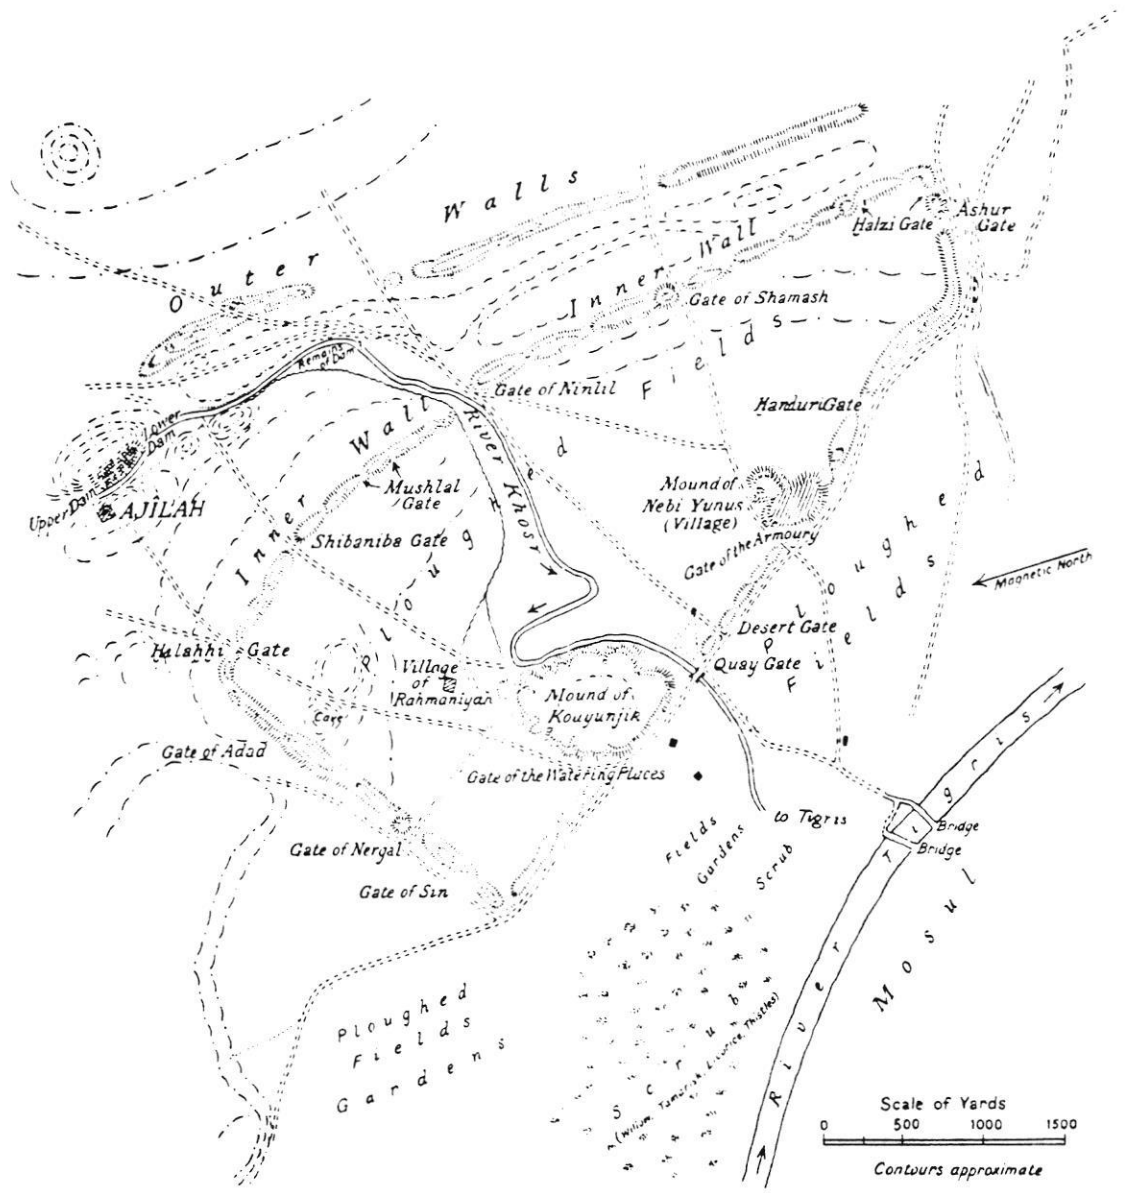 Outer Walls
Inner Wall
Halzi Gate
Ashur
Gate
Gate of Shamash
Fields
Remains
of Dam
Gate of Ninlil
Handuri Gate
Lower
Dam
Upper Dam
AJÎLAH
Inner Wall
Mushlal
Gate
Shibaniba Gate
River Khosr
Ploughed
Mound of
Nebi Yunus
(Village)
Gate of the Armoury
Magnetic North
Ploughed
Fields
Desert Gate
Quay Gate
Halahhi Gate
Village
of
Rahmaniyah
Mound of
Kouyunjik
Gate of Adad
Gate of the Watering Places
to Tigris
Bridge
Bridge
Gate of Nergal
Gate of Sin
Fields
Gardens
Scrub
Mosul
River Tigris
Ploughed
Fields
Gardens
Scrub
(Willow, Tamarisk, Licorice, Thistles)
Scale of Yards
0 500 1000 1500
Contours approximate